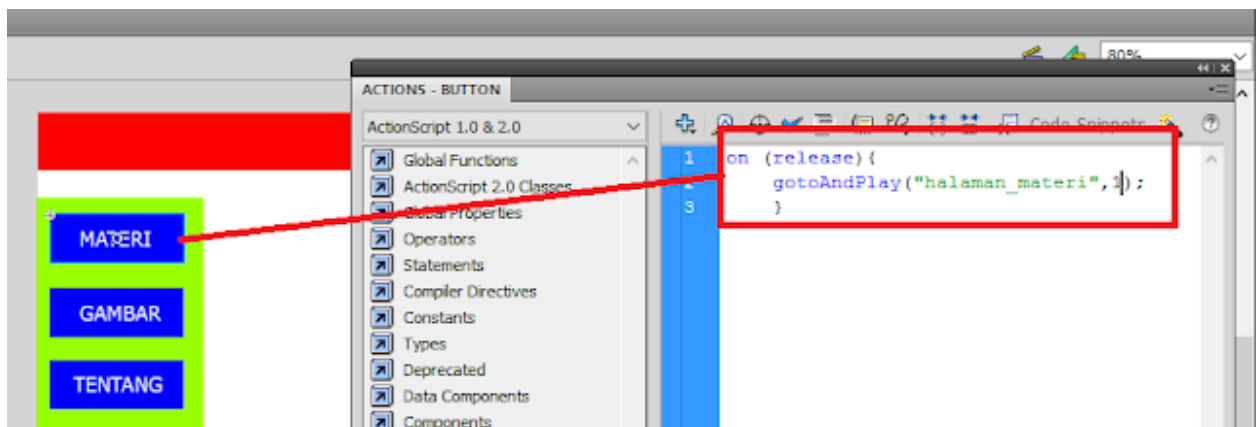 80%
ACTIONS - BUTTON
ActionScript 1.0 & 2.0
Code Snippets
Global Functions
ActionScript 2.0 Classes
Global Properties
Operators
Statements
Compiler Directives
Constants
Types
Deprecated
Data Components
Components
1 on (release){
2 gotoAndPlay("halaman_materi",1);
3 }
MATERI
GAMBAR
TENTANG